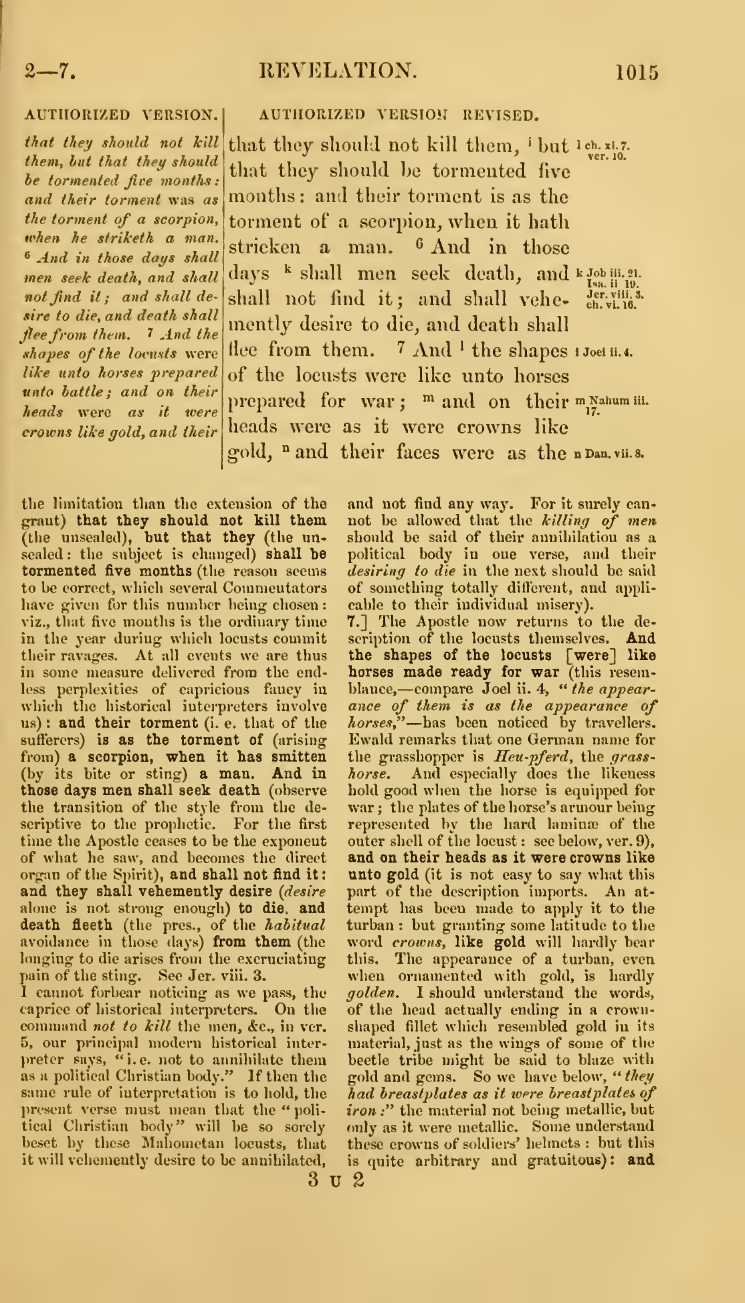 2—7.
REVELATION.
1015
AUTHORIZED VERSION.
that they should not kill
them, but that they should
be tormented five months:
and their torment was as
the torment of a scorpion,
when he striketh a man.
6 And in those days shall
men seek death, and shall
not find it; and shall de-
sire to die, and death shall
flee from them. 7 And the
shapes of the locusts were
like unto horses prepared
unto battle; and on their
heads were as it were
crowns like gold, and their
AUTHORIZED VERSION REVISED.
that they should not kill them, i but
that they should be tormented five
months: and their torment is as the
torment of a scorpion, when it hath
stricken a man. 6 And in those
days k shall men seek death, and
shall not find it; and shall vehe-
mently desire to die, and death shall
flee from them. 7 And l the shapes
of the locusts were like unto horses
prepared for war; m and on their
heads were as it were crowns like
gold, n and their faces were as the
i ch. xi. 7.
ver. 10.
k Job iii. 21.
Isa. ii 19.
Jer. viii. 3.
ch. vi. 16.
l Joel ii. 4.
m Nahum iii.
17.
n Dan. vii. 8.
the limitation than the extension of the
graut) that they should not kill them
(the unsealed), but that they (the un-
sealed: the subject is changed) shall be
tormented five months (the reason seems
to be correct, which several Commentators
have given for this number being chosen:
viz., that five months is the ordinary time
in the year during which locusts commit
their ravages. At all events we are thus
in some measure delivered from the end-
less perplexities of capricious fancy in
which the historical interpreters involve
us): and their torment (i. e. that of the
sufferers) is as the torment of (arising
from) a scorpion, when it has smitten
(by its bite or sting) a man. And in
those days men shall seek death (observe
the transition of the style from the de-
scriptive to the prophetic. For the first
time the Apostle ceases to be the exponent
of what he saw, and becomes the direct
organ of the Spirit), and shall not find it:
and they shall vehemently desire (desire
alone is not strong enough) to die, and
death fleeth (the pres., of the habitual
avoidance in those days) from them (the
longing to die arises from the excruciating
pain of the sting. See Jer. viii. 3.
I cannot forbear noticing as we pass, the
caprice of historical interpreters. On the
command not to kill the men, &c., in ver.
5, our principal modern historical inter-
preter says, "i. e. not to annihilate them
as a political Christian body." If then the
same rule of interpretation is to hold, the
present verse must mean that the "poli-
tical Christian body" will be so sorely
beset by these Mahometan locusts, that
it will vehemently desire to be annihilated,
and not find any way. For it surely can-
not be allowed that the killing of men
should be said of their annihilation as a
political body in one verse, and their
desiring to die in the next should be said
of something totally different, and appli-
cable to their individual misery).
7.] The Apostle now returns to the de-
scription of the locusts themselves. And
the shapes of the locusts [were] like
horses made ready for war (this resem-
blance,—compare Joel ii. 4, "the appear-
ance of them is as the appearance of
horses,"—has been noticed by travellers.
Ewald remarks that one German name for
the grasshopper is Heu-pferd, the grass-
horse. And especially does the likeness
hold good when the horse is equipped for
war; the plates of the horse's armour being
represented by the hard laminæ of the
outer shell of the locust: see below, ver. 9),
and on their heads as it were crowns like
unto gold (it is not easy to say what this
part of the description imports. An at-
tempt has been made to apply it to the
turban: but granting some latitude to the
word crowns, like gold will hardly bear
this. The appearance of a turban, even
when ornamented with gold, is hardly
golden. I should understand the words,
of the head actually ending in a crown-
shaped fillet which resembled gold in its
material, just as the wings of some of the
beetle tribe might be said to blaze with
gold and gems. So we have below, "they
had breastplates as it were breastplates of
iron:" the material not being metallic, but
only as it were metallic. Some understand
these crowns of soldiers' helmets: but this
is quite arbitrary and gratuitous): and
3 U 2